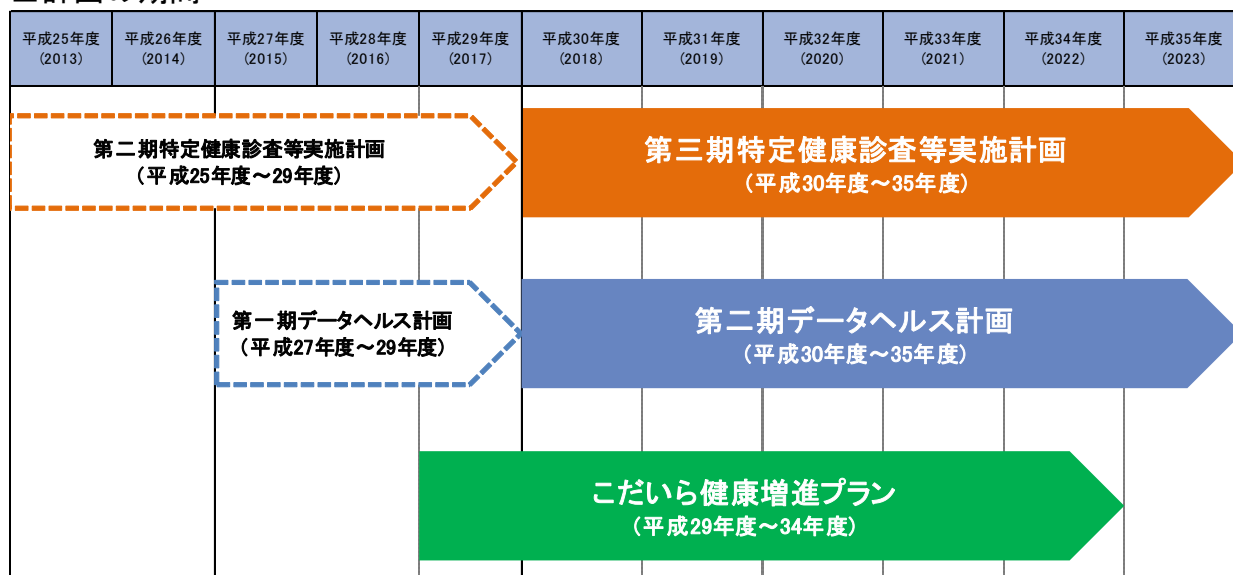 平成25年度
(2013)
平成26年度
(2014)
平成27年度
(2015)
平成28年度
(2016)
平成29年度
(2017)
平成30年度
(2018)
平成31年度
(2019)
平成32年度
(2020)
平成33年度
(2021)
平成34年度
(2022)
平成35年度
(2023)
第二期特定健康診査等実施計画
（平成25年度～29年度）
第三期特定健康診査等実施計画
（平成30年度～35年度）
第一期データヘルス計画
（平成27年度～29年度）
第二期データヘルス計画
（平成30年度～35年度）
こだいら健康増進プラン
（平成29年度～34年度）